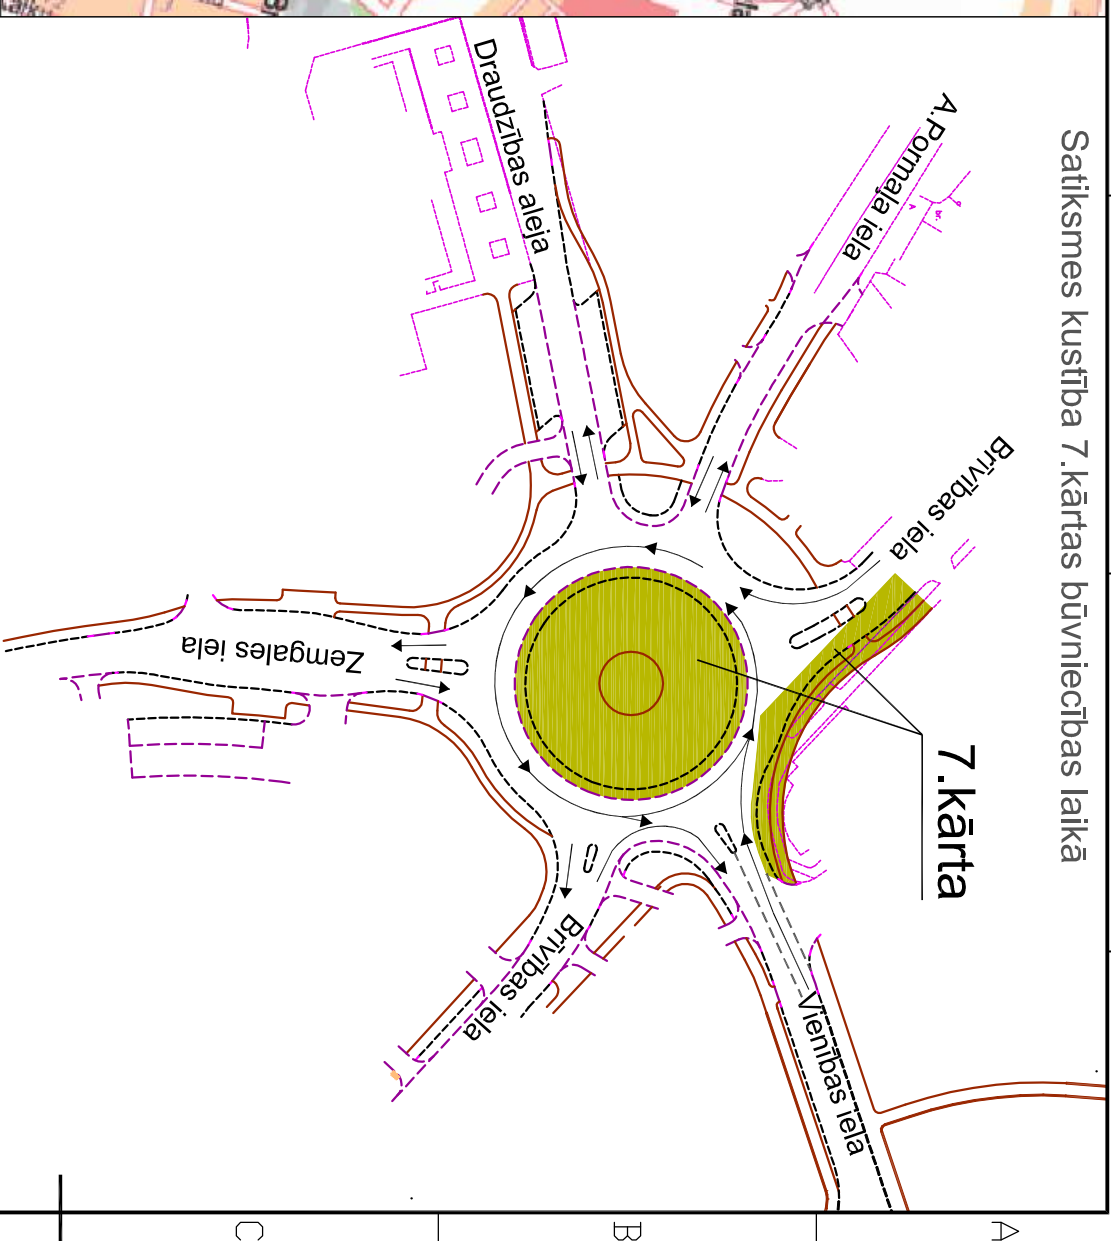 Satiksmes kustība 7.kārtas būvniecības laikā
A.Pormaļa iela
Draudzības aleja
Brīvības
iela
7.kārta
Zemgales iela
Brīvības
iela
Vienības iela
A
B
C